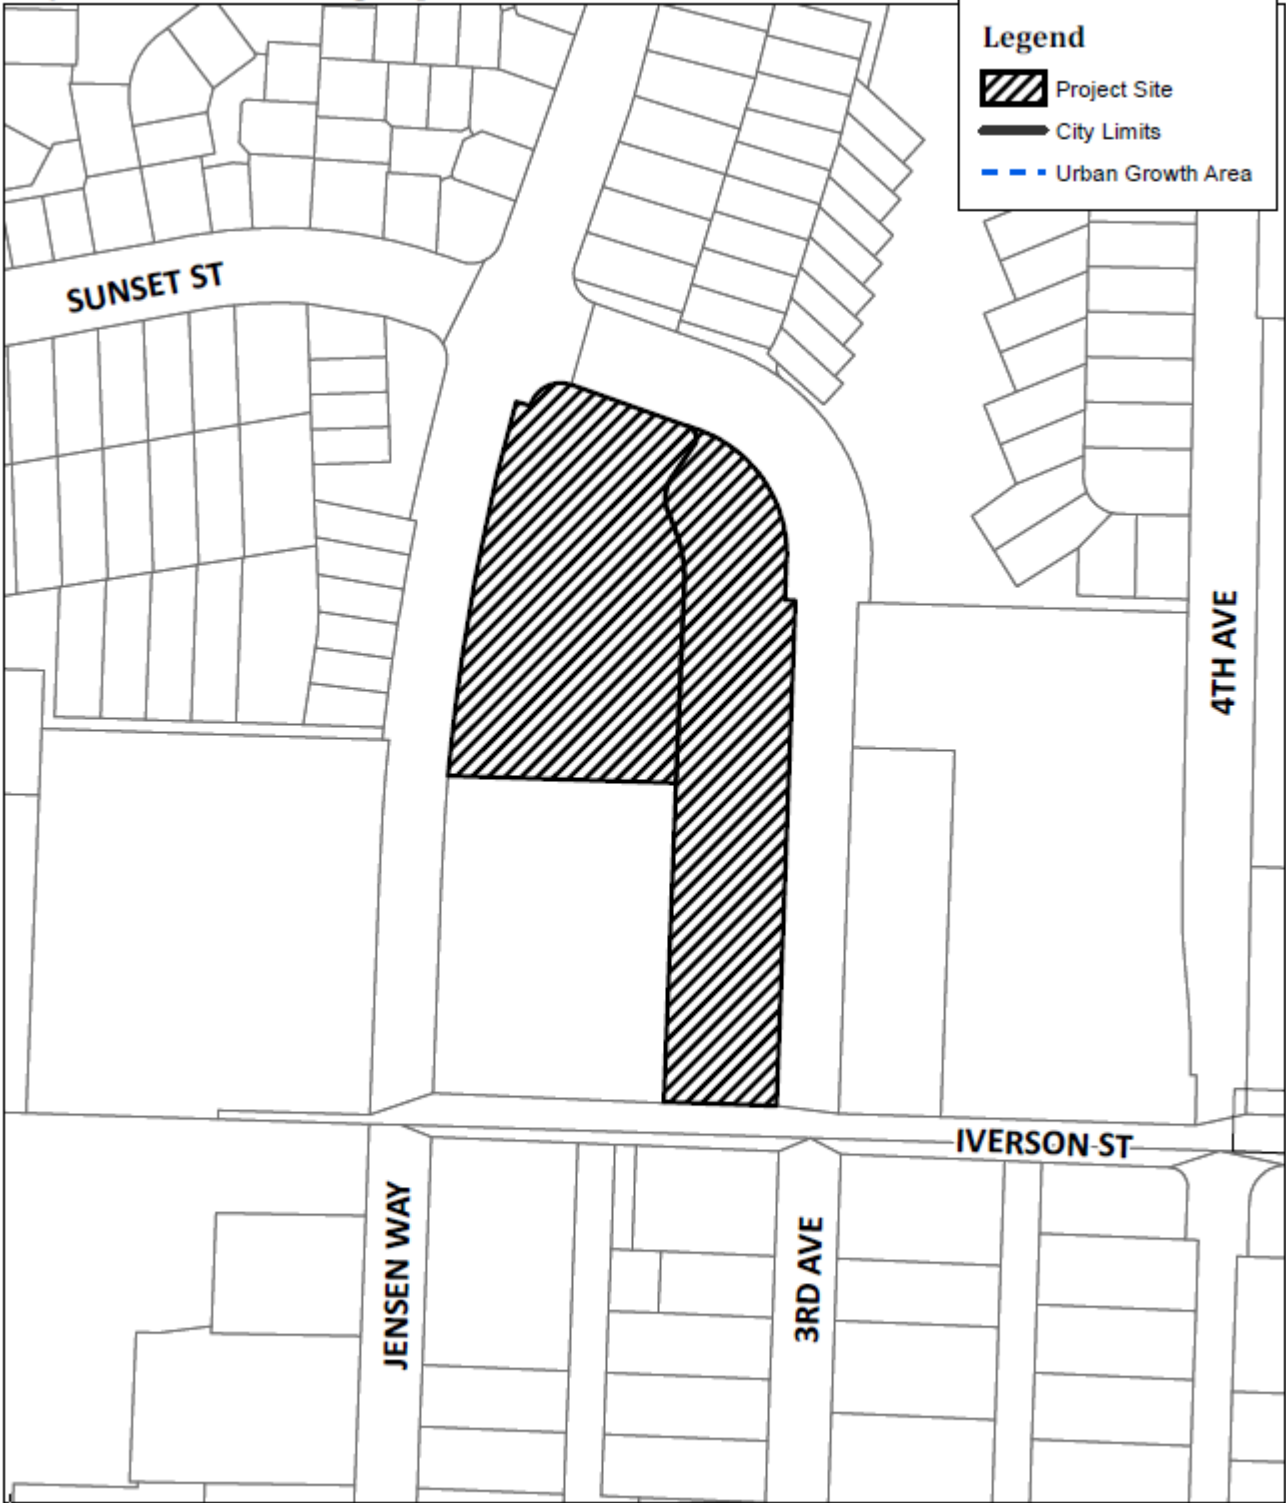 Legend
Project Site
City Limits
Urban Growth Area
SUNSET ST
4TH AVE
IVERSON ST
JENSEN WAY
3RD AVE